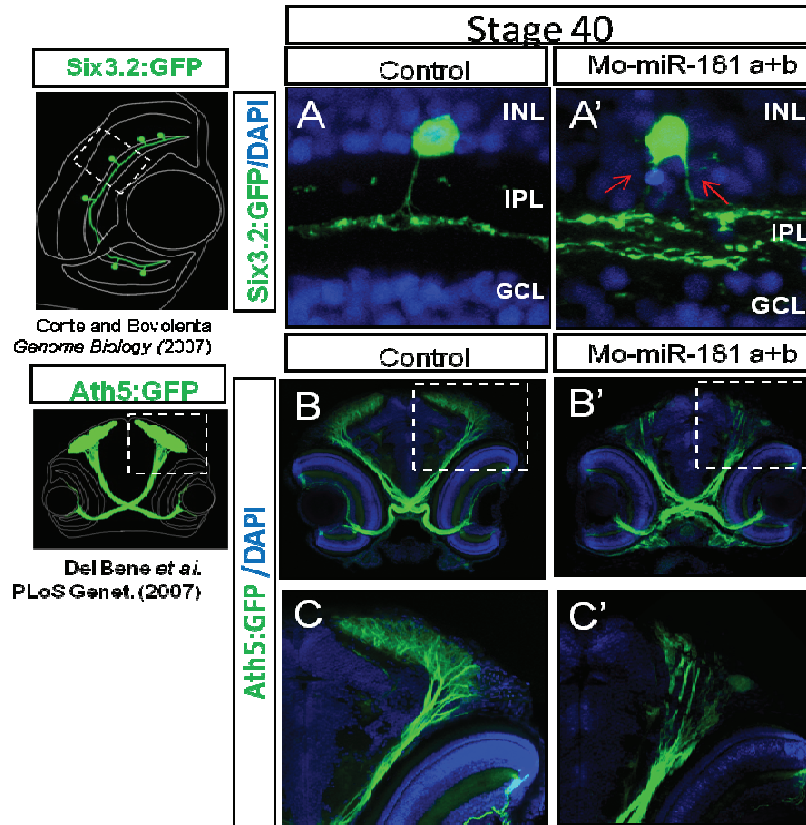 Stage 40
Six3.2:GFP
Control
Mo-miR-181 a+b
Six3.2:GFP/DAPI
A
INL
IPL
GCL
A'
INL
IPL
GCL
Corte and Bovolenta
Genome Biology (2007)
Control
Mo-miR-181 a+b
Ath5:GFP
Ath5:GFP /DAPI
B
B'
Del Bene et al.
PLoS Genet. (2007)
C
C'